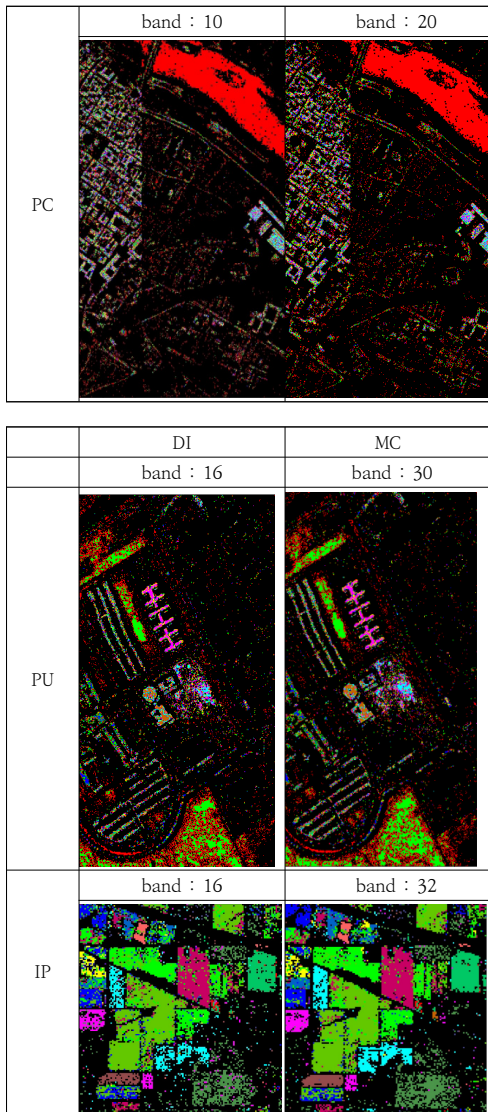 band : 10 band : 20
PC
DI MC
band : 16 band : 30
PU
band : 16 band : 32
IP